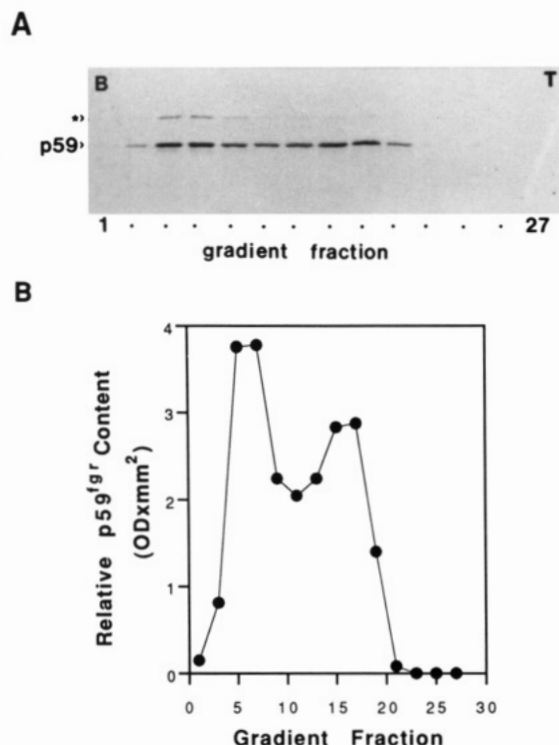 A
B T
*›
p59›
1 . . . . . . . . . . . . 27
gradient fraction
B
4
3
2
1
0
Relative p59fgr Content
(ODxmm2)
0 5 10 15 20 25 30
Gradient Fraction